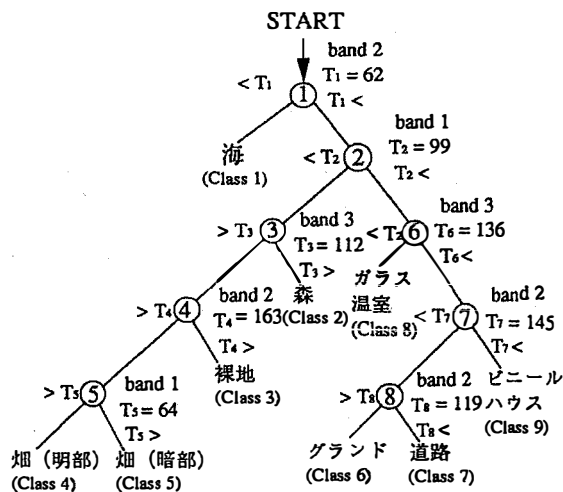 START
band 2
T1 = 62
< T1
1
T1 <
海
(Class 1)
band 1
T2 = 99
< T2
2
T2 <
> T3
3
band 3
T3 = 112
T3 >
森
(Class 2)
< T2
6
band 3
T6 = 136
T6 <
ガラス
温室
(Class 8)
> T4
4
band 2
T4 = 163
T4 >
裸地
(Class 3)
< T7
7
band 2
T7 = 145
T7 <
ビニール
ハウス
(Class 9)
> T5
5
band 1
T5 = 64
T5 >
畑（明部）
(Class 4)
畑（暗部）
(Class 5)
> T8
8
band 2
T8 = 119
T8 <
グランド
(Class 6)
道路
(Class 7)